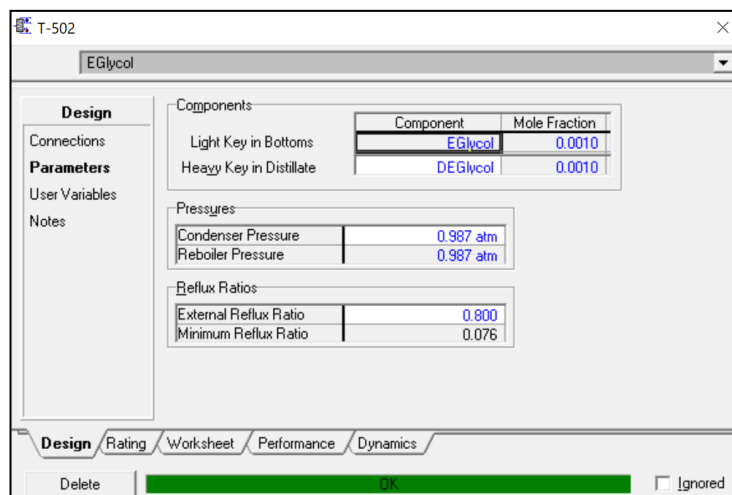 T-502
EGlycol
Design
Connections
Parameters
User Variables
Notes
Components
Component Mole Fraction
Light Key in Bottoms EGlycol 0.0010
Heavy Key in Distillate DEGlycol 0.0010
Pressures
Condenser Pressure 0.987 atm
Reboiler Pressure 0.987 atm
Reflux Ratios
External Reflux Ratio 0.800
Minimum Reflux Ratio 0.076
Design Rating Worksheet Performance Dynamics
Delete OK Ignored